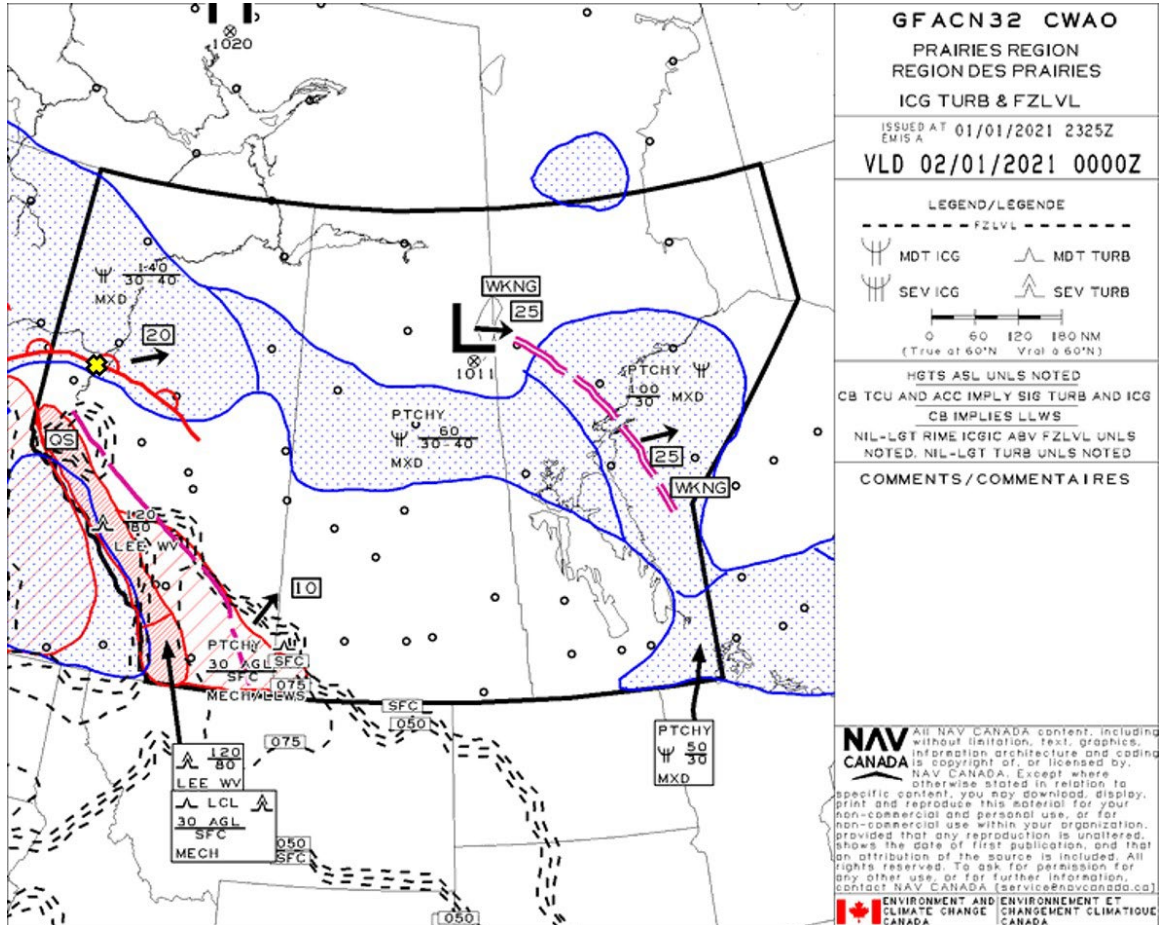 1020
140
30-40
MXD
20
WKNG
25
L
1011
PTCHY
100
30
MXD
PTCHY
60
30-40
MXD
25
WKNG
QS
120
80
LEE WV
10
PTCHY
30 AGL
SFC
MECH/LLWS
SFC
075
SFC
050
075
120
80
LEE WV
LCL
30 AGL
SFC
MECH
050
SFC
050
PTCHY
50
30
MXD
GFACN32 CWAO
PRAIRIES REGION
REGION DES PRAIRIES
ICG TURB & FZLVL
ISSUED AT 01/01/2021 2325Z
EMIS A
VLD 02/01/2021 0000Z
LEGEND/LÉGENDE
FZLVL
MDT ICG MDT TURB
SEV ICG SEV TURB
0 60 120 180 NM
(True at 60°N Vrai à 60°N)
HGTS ASL UNLS NOTED
CB TCU AND ACC IMPLY SIG TURB AND ICG
CB IMPLIES LLWS
NIL-LGT RIME ICGIC ABV FZLVL UNLS
NOTED. NIL-LGT TURB UNLS NOTED
COMMENTS/COMMENTAIRES
NAV
CANADA
All NAV CANADA content, including
without limitation, text, graphics,
information architecture and coding
is copyright of, or licensed by,
NAV CANADA. Except where
otherwise stated in relation to
specific content, you may download, display,
print and reproduce this material for your
non-commercial and personal use, or for
non-commercial use within your organization,
provided that any reproduction is unaltered,
shows the date of first publication, and that
an attribution of the source is included. All
rights reserved. To ask for permission for
any other use, or for further information,
contact NAV CANADA (service@navcanada.ca)
ENVIRONMENT AND
CLIMATE CHANGE
CANADA
ENVIRONNEMENT ET
CHANGEMENT CLIMATIQUE
CANADA